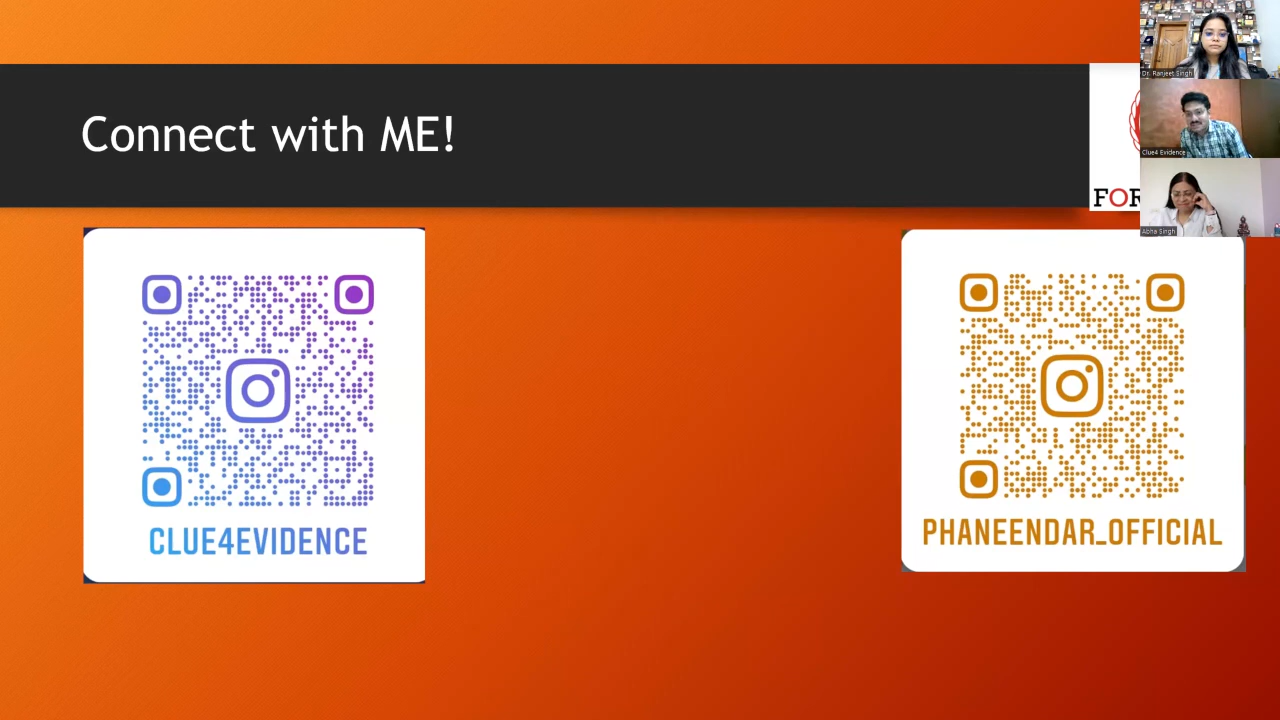 Connect with ME!
Dr. Ranjeet Singh
Clue4 Evidence
FOR
Abha Singh
CLUE4EVIDENCE
PHANEENDAR_OFFICIAL